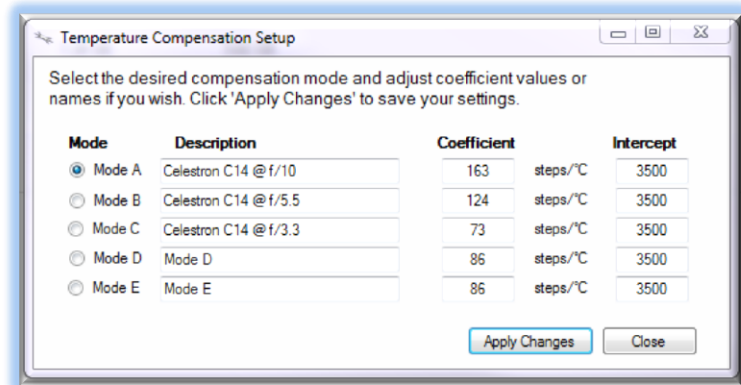 Temperature Compensation Setup
Select the desired compensation mode and adjust coefficient values or
names if you wish. Click 'Apply Changes' to save your settings.
Mode Description Coefficient Intercept
Mode A Celestron C14 @ f/10 163 steps/°C 3500
Mode B Celestron C14 @ f/5.5 124 steps/°C 3500
Mode C Celestron C14 @ f/3.3 73 steps/°C 3500
Mode D Mode D 86 steps/°C 3500
Mode E Mode E 86 steps/°C 3500
Apply Changes Close